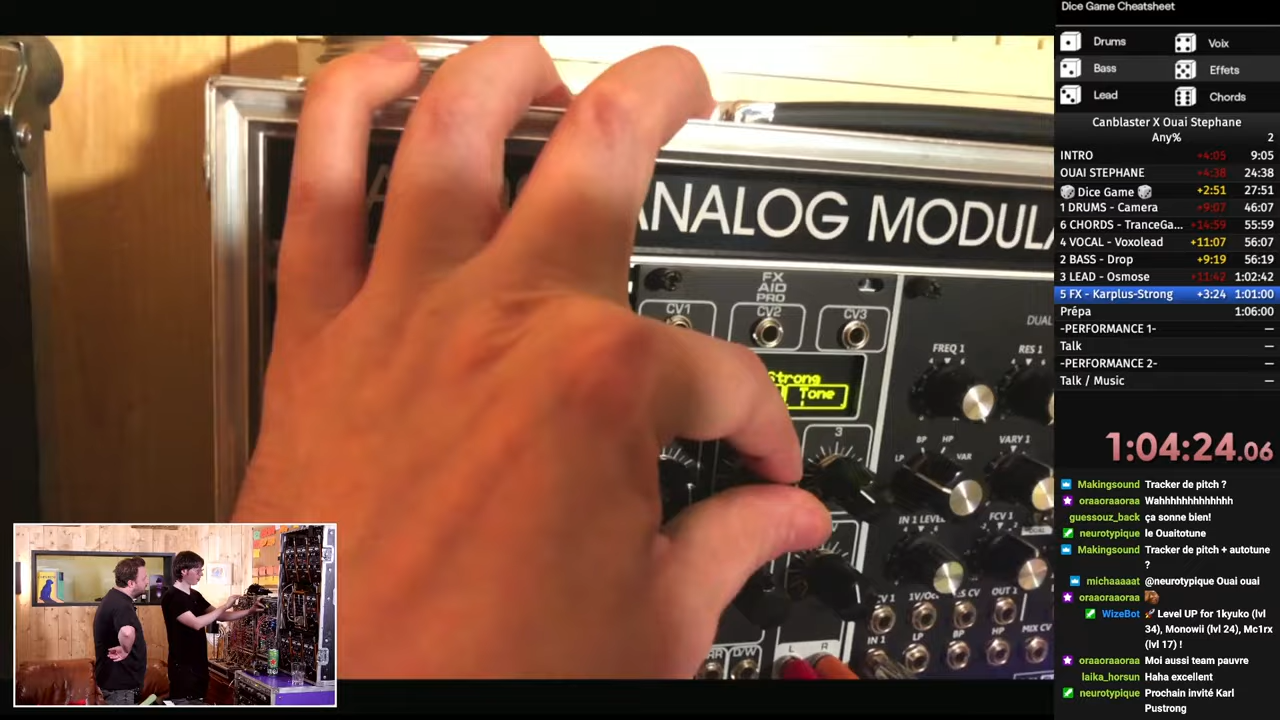 Dice Game Cheatsheet
Drums
Voix
Bass
Effets
Lead
Chords
Canblaster X Ouai Stephane
Any% 2
INTRO +4:05 9:05
OUAI STEPHANE +4:38 24:38
🎲 Dice Game 🎲 +2:51 27:51
1 DRUMS - Camera +9:07 46:07
6 CHORDS - TranceGa... +14:59 55:59
4 VOCAL - Voxolead +11:07 56:07
2 BASS - Drop +9:19 56:19
3 LEAD - Osmose +11:42 1:02:42
5 FX - Karplus-Strong +3:24 1:01:00
Prépa 1:06:00
-PERFORMANCE 1- —
Talk —
-PERFORMANCE 2- —
Talk / Music —
1:04:24.06
Makingsound Tracker de pitch ?
oraoraoraoraa Wahhhhhhhhhhhh
guessouz_back ça sonne bien!
neurotypique le Ouaitotune
Makingsound Tracker de pitch + autotune
?
michaaaaat @neurotypique Ouai ouai
oraoraoraoraa
WizeBot 🚀 Level UP for 1kyuko (lvl
34), Monowii (lvl 24), Mc1rx
(lvl 17) !
oraoraoraoraa Moi aussi team pauvre
laika_horsun Haha excellent
neurotypique Prochain invité Karl
Pustrong
ANALOG MODULA
FX
AID
PRO
CV1
CV2
CV3
DUAL
Strong
Tone
3
FREQ 1
RES 1
BP
HP
LP
VAR
VARY 1
IN 1 LEVEL
FCV 1
1V/Oc
OUT 1
IN 1
LP
BP
HP
MIX CV
D/W
L
R